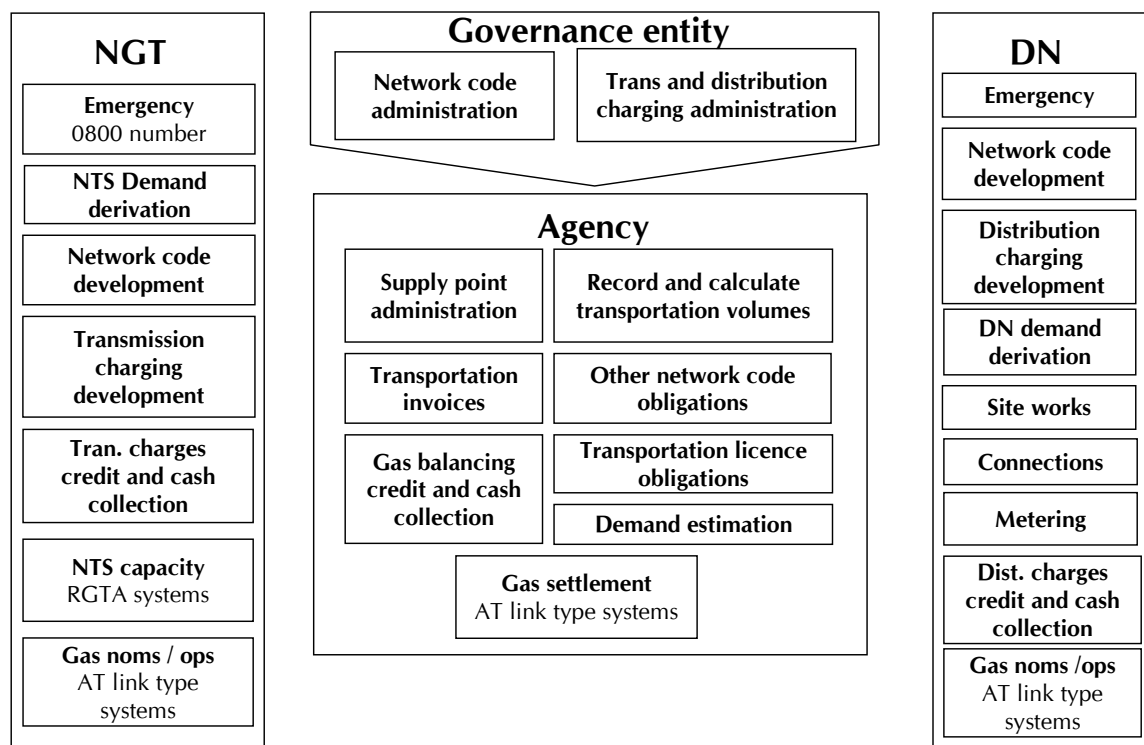 NGT
Emergency
0800 number
NTS Demand
derivation
Network code
development
Transmission
charging
development
Tran. charges
credit and cash
collection
NTS capacity
RGTA systems
Gas noms / ops
AT link type
systems
Governance entity
Network code
administration
Trans and distribution
charging administration
Agency
Supply point
administration
Record and calculate
transportation volumes
Transportation
invoices
Other network code
obligations
Gas balancing
credit and cash
collection
Transportation licence
obligations
Demand estimation
Gas settlement
AT link type systems
DN
Emergency
Network code
development
Distribution
charging
development
DN demand
derivation
Site works
Connections
Metering
Dist. charges
credit and cash
collection
Gas noms /ops
AT link type
systems